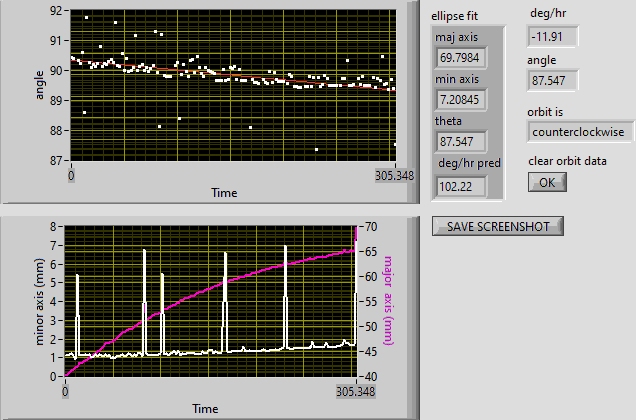 92
91
90
89
88
87
angle
0
305.348
Time
ellipse fit
maj axis
69.7984
min axis
7.20845
theta
87.547
deg/hr pred
102.22
deg/hr
-11.91
angle
87.547
orbit is
counterclockwise
clear orbit data
OK
SAVE SCREENSHOT
8
7
6
5
4
3
2
1
0
minor axis (mm)
70
65
60
55
50
45
40
major axis (mm)
0
305.348
Time